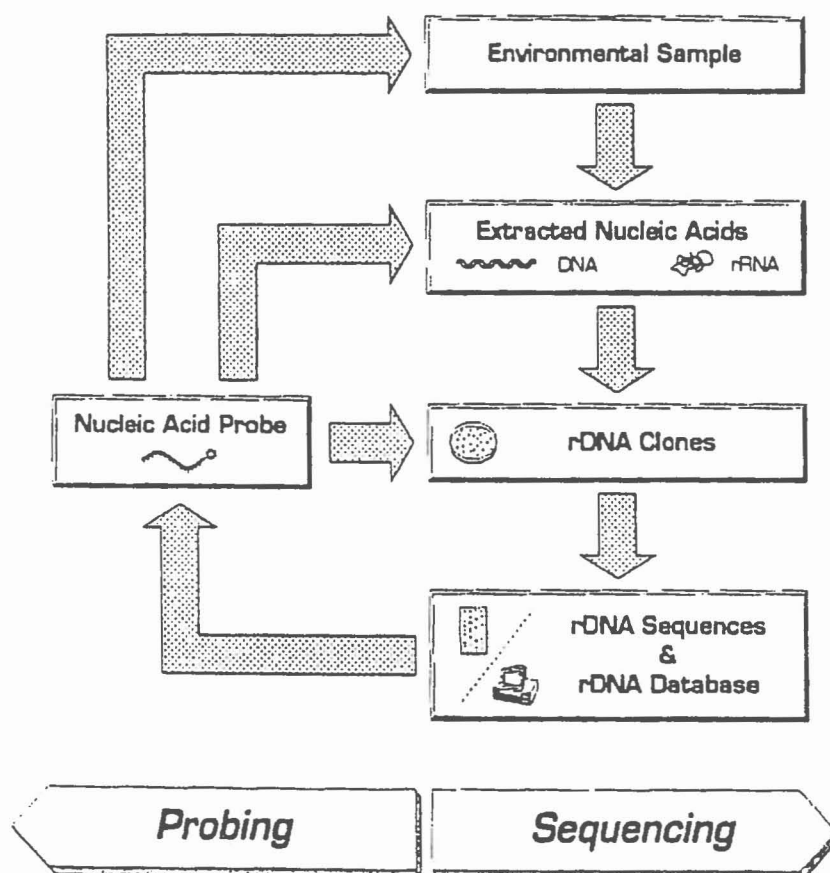 Environmental Sample
Extracted Nucleic Acids
DNA rRNA
Nucleic Acid Probe
rDNA Clones
rDNA Sequences
&
rDNA Database
Probing
Sequencing